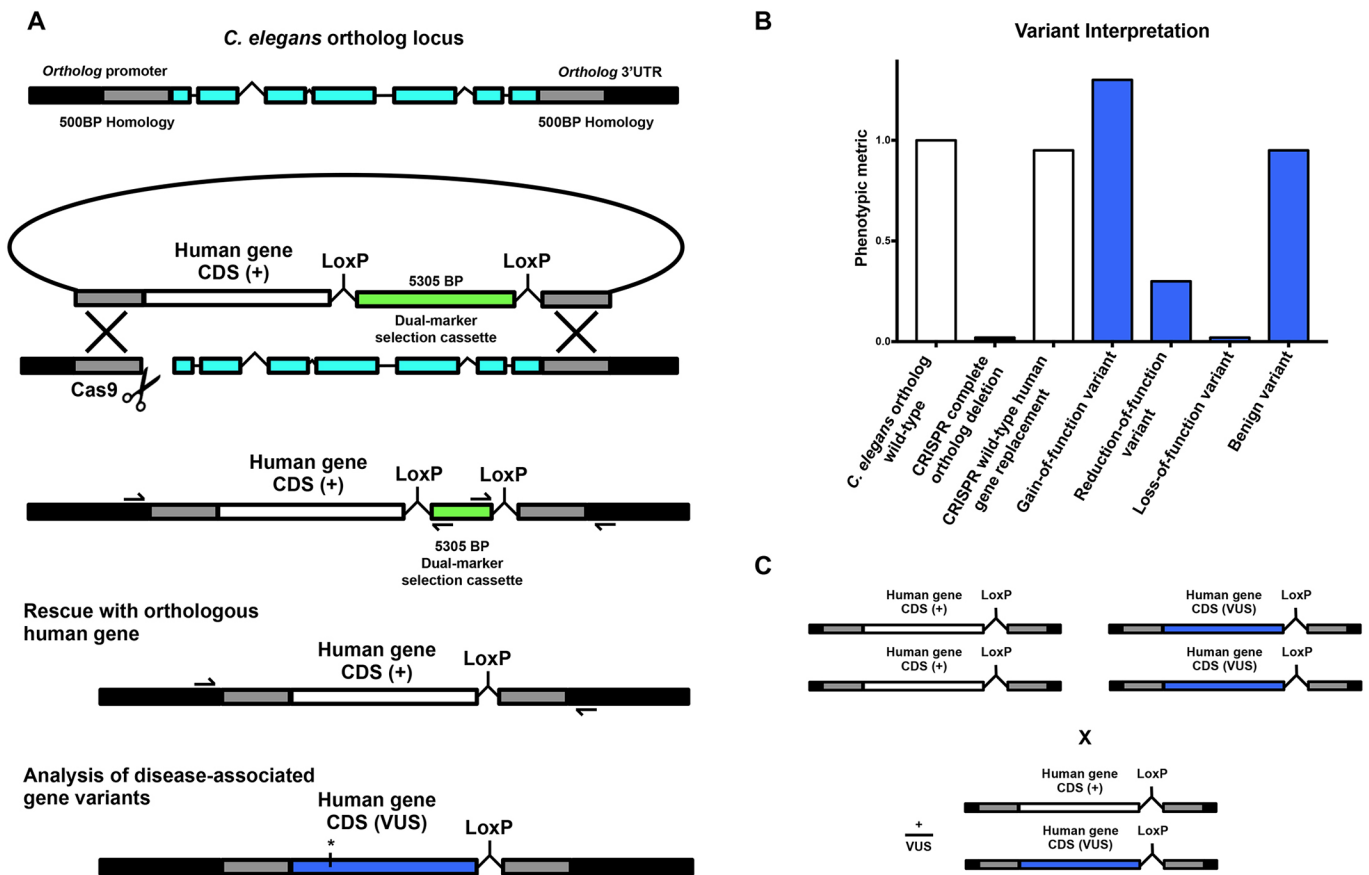 A
C. elegans ortholog locus
Ortholog promoter
Ortholog 3'UTR
500BP Homology
500BP Homology
Human gene
CDS (+)
LoxP
LoxP
5305 BP
Dual-marker
selection cassette
Cas9
Human gene
CDS (+)
LoxP
LoxP
5305 BP
Dual-marker
selection cassette
Rescue with orthologous
human gene
Human gene
CDS (+)
LoxP
Analysis of disease-associated
gene variants
Human gene
CDS (VUS)
LoxP
*
B
Variant Interpretation
Phenotypic metric
1.0
0.5
0.0
C. elegans ortholog
wild-type
CRISPR complete
ortholog deletion
CRISPR wild-type human
gene replacement
Gain-of-function variant
Reduction-of-function
variant
Loss-of-function variant
Benign variant
C
Human gene
CDS (+)
LoxP
Human gene
CDS (VUS)
LoxP
Human gene
CDS (+)
LoxP
Human gene
CDS (VUS)
LoxP
X
Human gene
CDS (+)
LoxP
+
VUS
Human gene
CDS (VUS)
LoxP